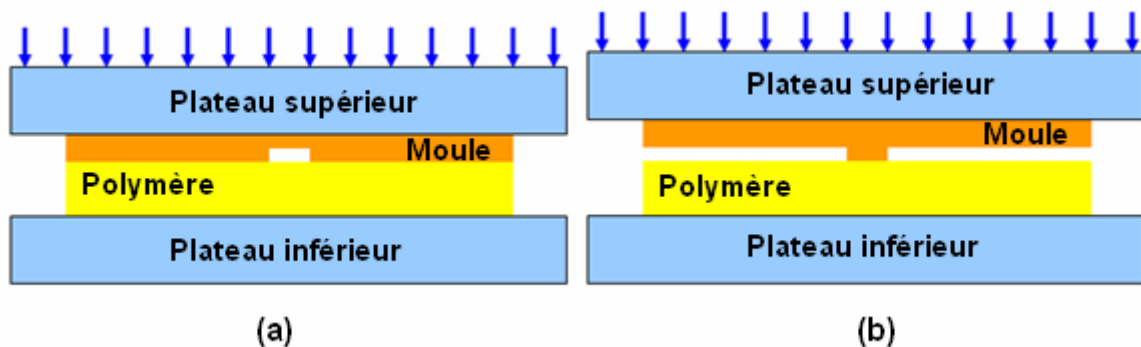 Plateau supérieur
Moule
Polymère
Plateau inférieur
(a)
Plateau supérieur
Moule
Polymère
Plateau inférieur
(b)